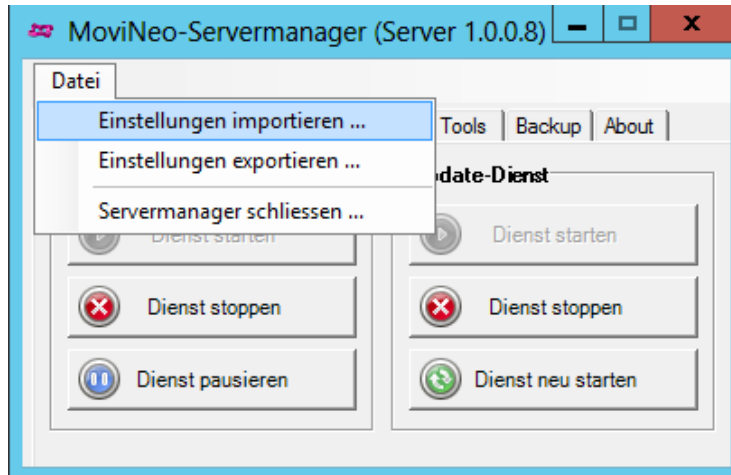 MoviNeo-Servermanager (Server 1.0.0.8)
Datei
Einstellungen importieren ...
Einstellungen exportieren ...
Servermanager schliessen ...
Tools Backup About
date-Dienst
Dienst starten Dienst starten
Dienst stoppen Dienst stoppen
Dienst pausieren Dienst neu starten